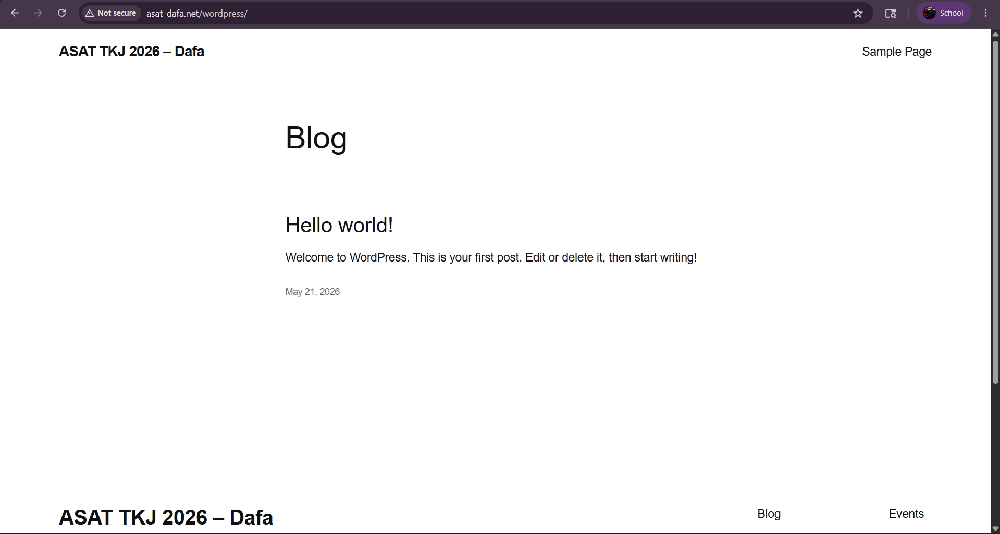 Not secure asat-dafa.net/wordpress/ School
ASAT TKJ 2026 – Dafa Sample Page
Blog
Hello world!
Welcome to WordPress. This is your first post. Edit or delete it, then start writing!
May 21, 2026
ASAT TKJ 2026 – Dafa Blog Events